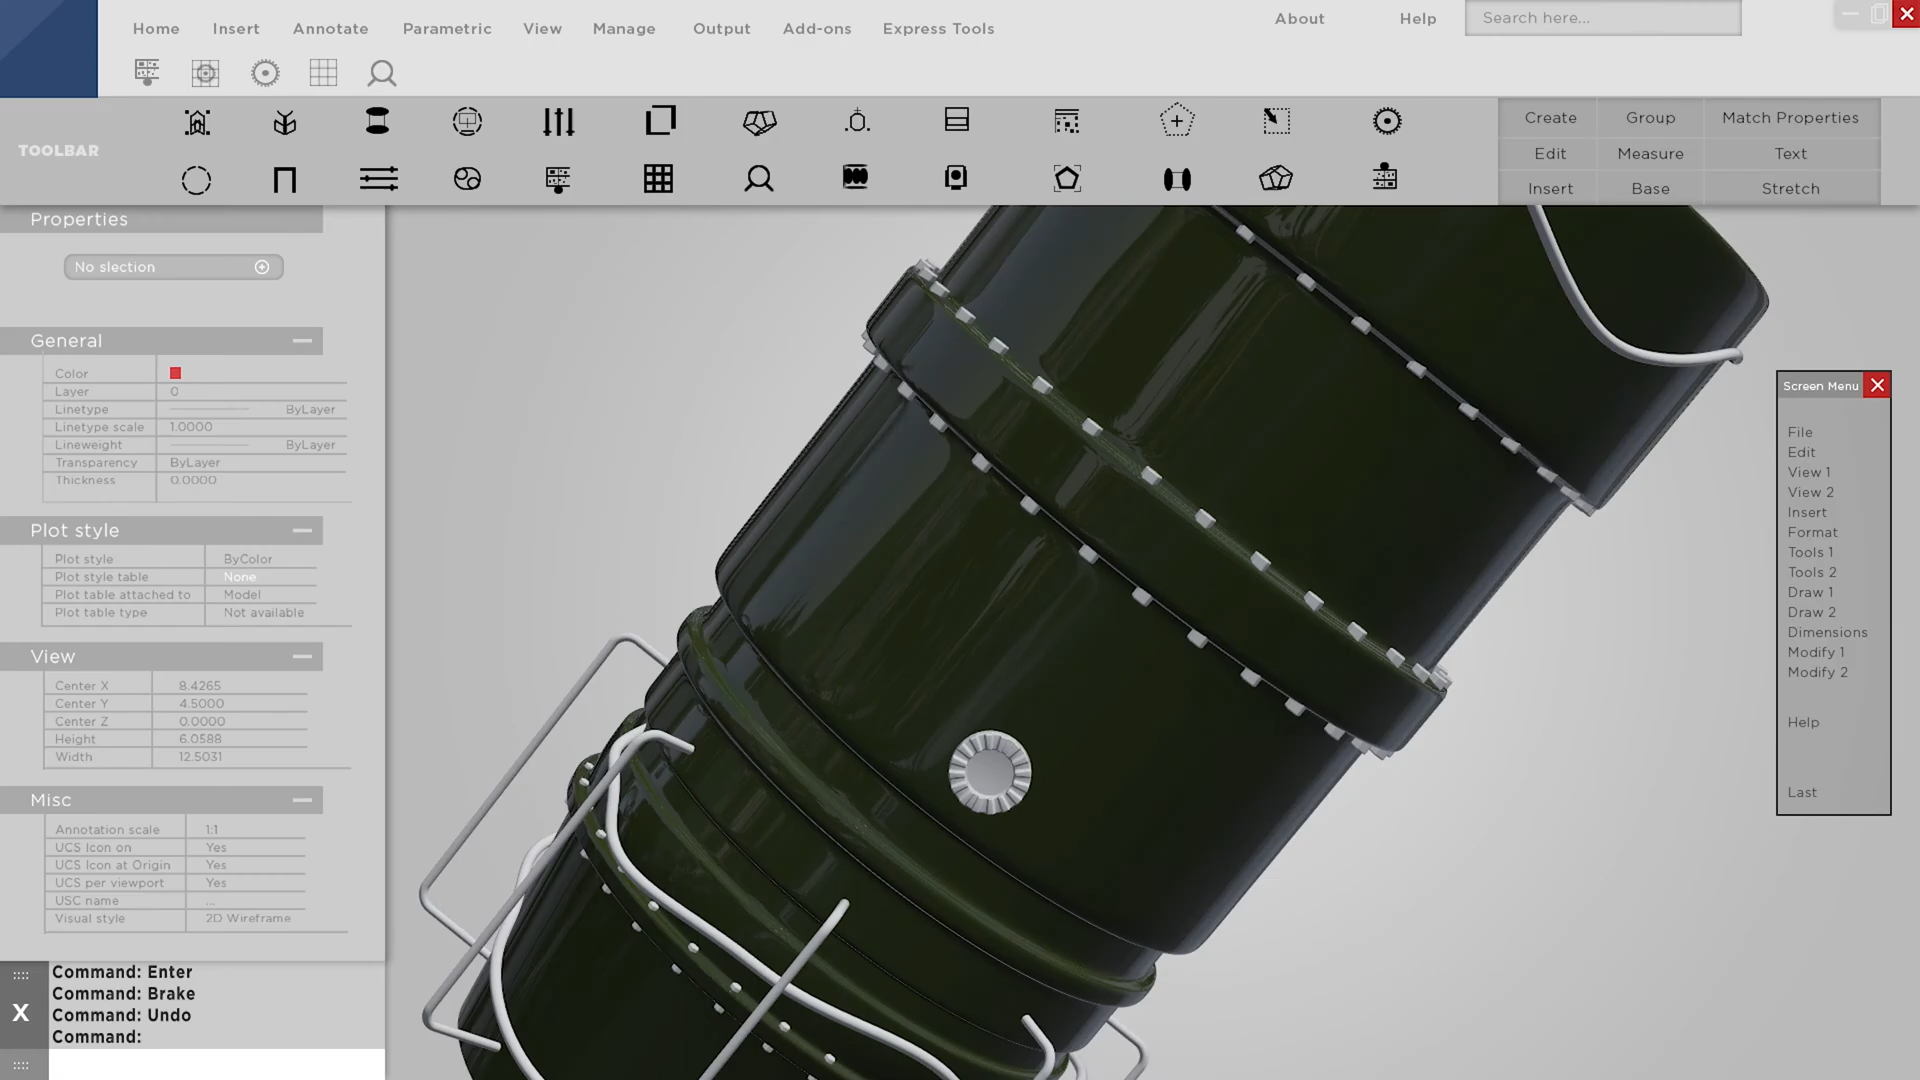 Home Insert Annotate Parametric View Manage Output Add-ons Express Tools About Help Search here...
TOOLBAR
Create Group Match Properties
Edit Measure Text
Insert Base Stretch
Properties
No slection
General
Color
Layer 0
Linetype ByLayer
Linetype scale 1.0000
Lineweight ByLayer
Transparency ByLayer
Thickness 0.0000
Plot style
Plot style ByColor
Plot style table None
Plot table attached to Model
Plot table type Not available
View
Center X 8.4265
Center Y 4.5000
Center Z 0.0000
Height 6.0588
Width 12.5031
Misc
Annotation scale 1:1
UCS Icon on Yes
UCS Icon at Origin Yes
UCS per viewport Yes
USC name ...
Visual style 2D Wireframe
X
Command: Enter
Command: Brake
Command: Undo
Command:
Screen Menu
File
Edit
View 1
View 2
Insert
Format
Tools 1
Tools 2
Draw 1
Draw 2
Dimensions
Modify 1
Modify 2
Help
Last